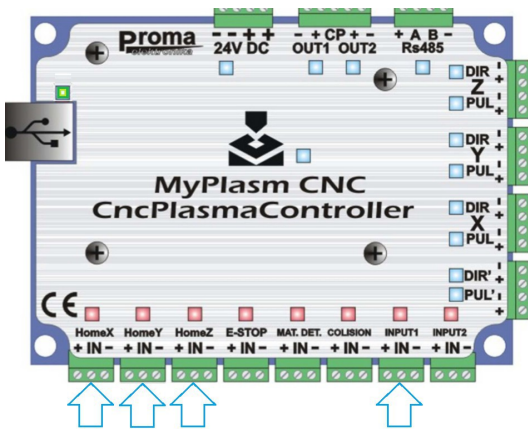 Proma
elektronika
- - + +
24V DC
- + CP + -
OUT1 OUT2
+ A B -
Rs485
DIR - +
Z
PUL - +
DIR - +
Y
PUL - +
DIR - +
X
PUL - +
DIR' - +
PUL' - +
MyPlasm CNC
CncPlasmaController
CE
HomeX HomeY HomeZ E-STOP MAT. DET. COLISION INPUT1 INPUT2
+ IN - + IN - + IN - + IN - + IN - + IN - + IN - + IN -